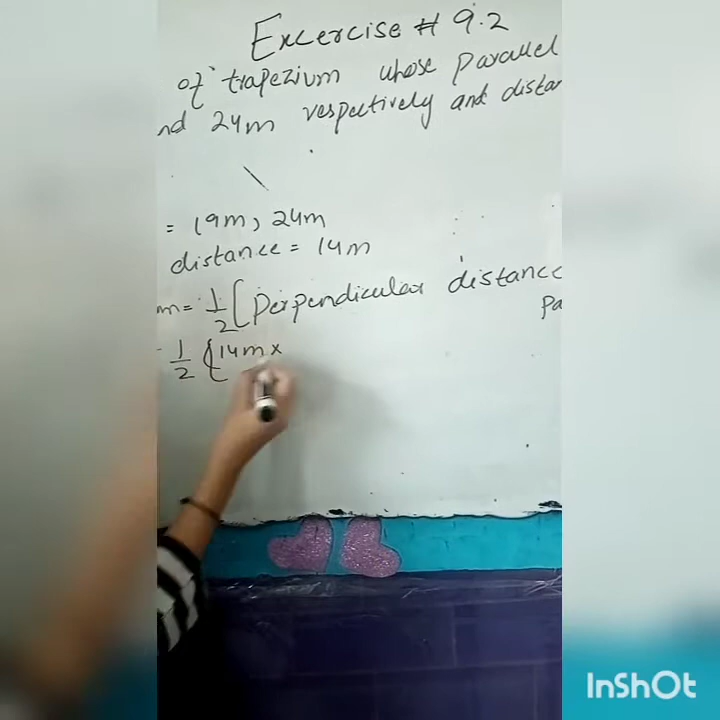 Excercise # 9.2
of trapezium whose Parallel
nd 24m respectively and distan
= 19m, 24m
distance = 14m
m = 1/2 [Perpendicular distance
Pa
1/2 {14m ×
InShOt